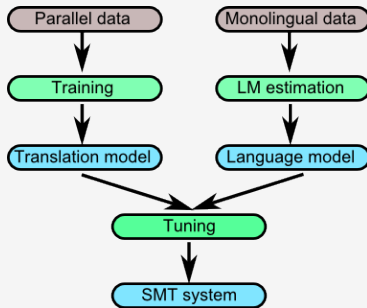 Parallel data
Monolingual data
Training
LM estimation
Translation model
Language model
Tuning
SMT system